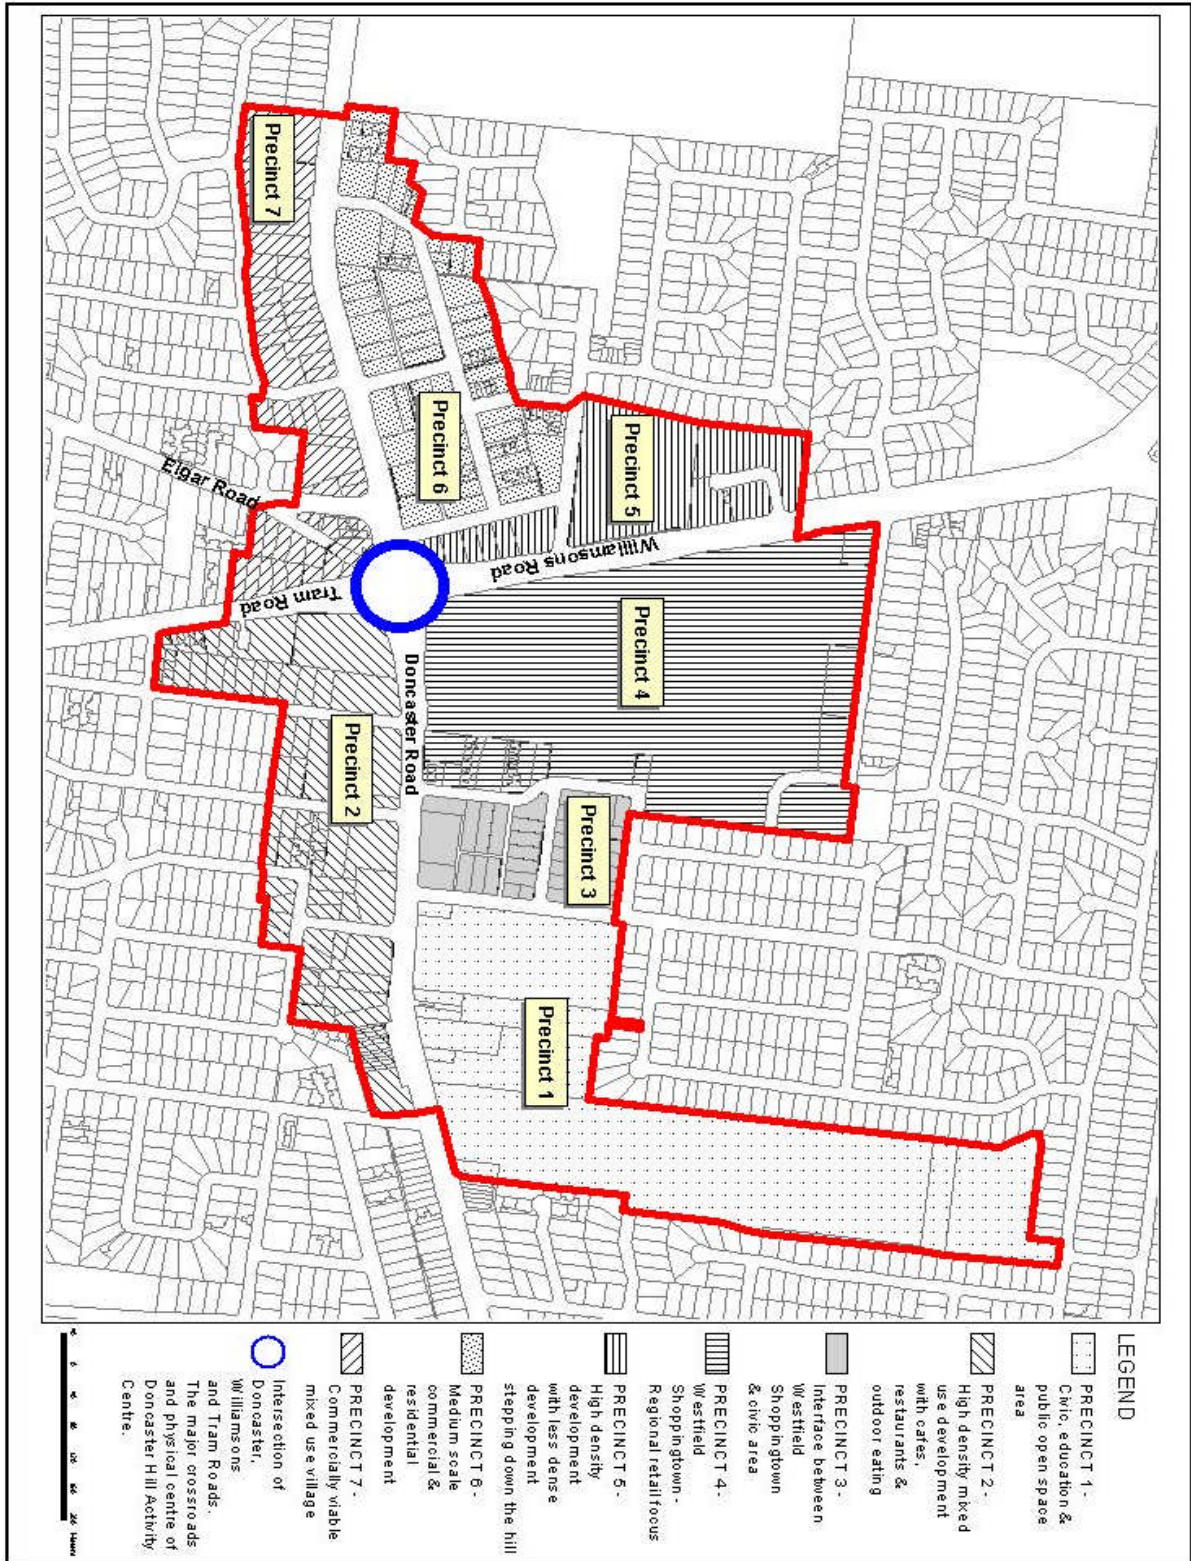 Precinct 7
Precinct 6
Precinct 5
Elgar Road
Williamsons Road
Tram Road
Precinct 4
Doncaster Road
Precinct 2
Precinct 3
Precinct 1
LEGEND
PRECINCT 1 -
Civic, education &
public open space
area
PRECINCT 2 -
High density mixed
use development
with cafes,
restaurants &
outdoor eating
PRECINCT 3 -
Interface between
Westfield
Shoppingtown
& civic area
PRECINCT 4 -
Westfield
Shoppingtown -
Regional retail focus
PRECINCT 5 -
High density
development
with less dense
development
stepping down the hill
PRECINCT 6 -
Medium scale
commercial &
residential
development
PRECINCT 7 -
Commercially viable
mixed use village
Intersection of
Doncaster,
Williamsons
and Tram Roads.
The major crossroads
and physical centre of
Doncaster Hill Activity
Centre.